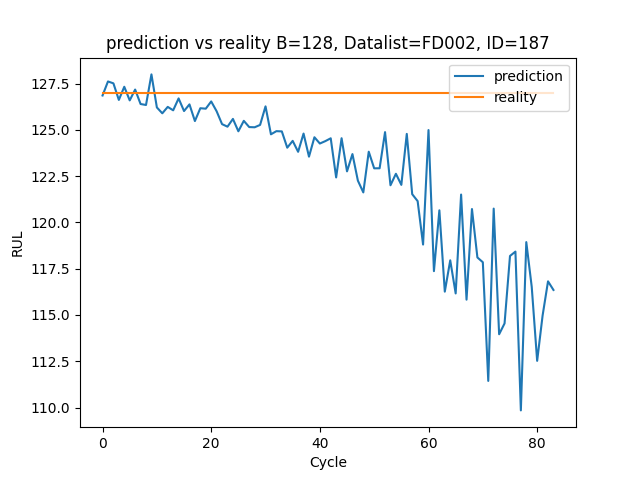 prediction vs reality B=128, Datalist=FD002, ID=187
prediction
reality
127.5
125.0
122.5
120.0
117.5
115.0
112.5
110.0
RUL
0 20 40 60 80
Cycle